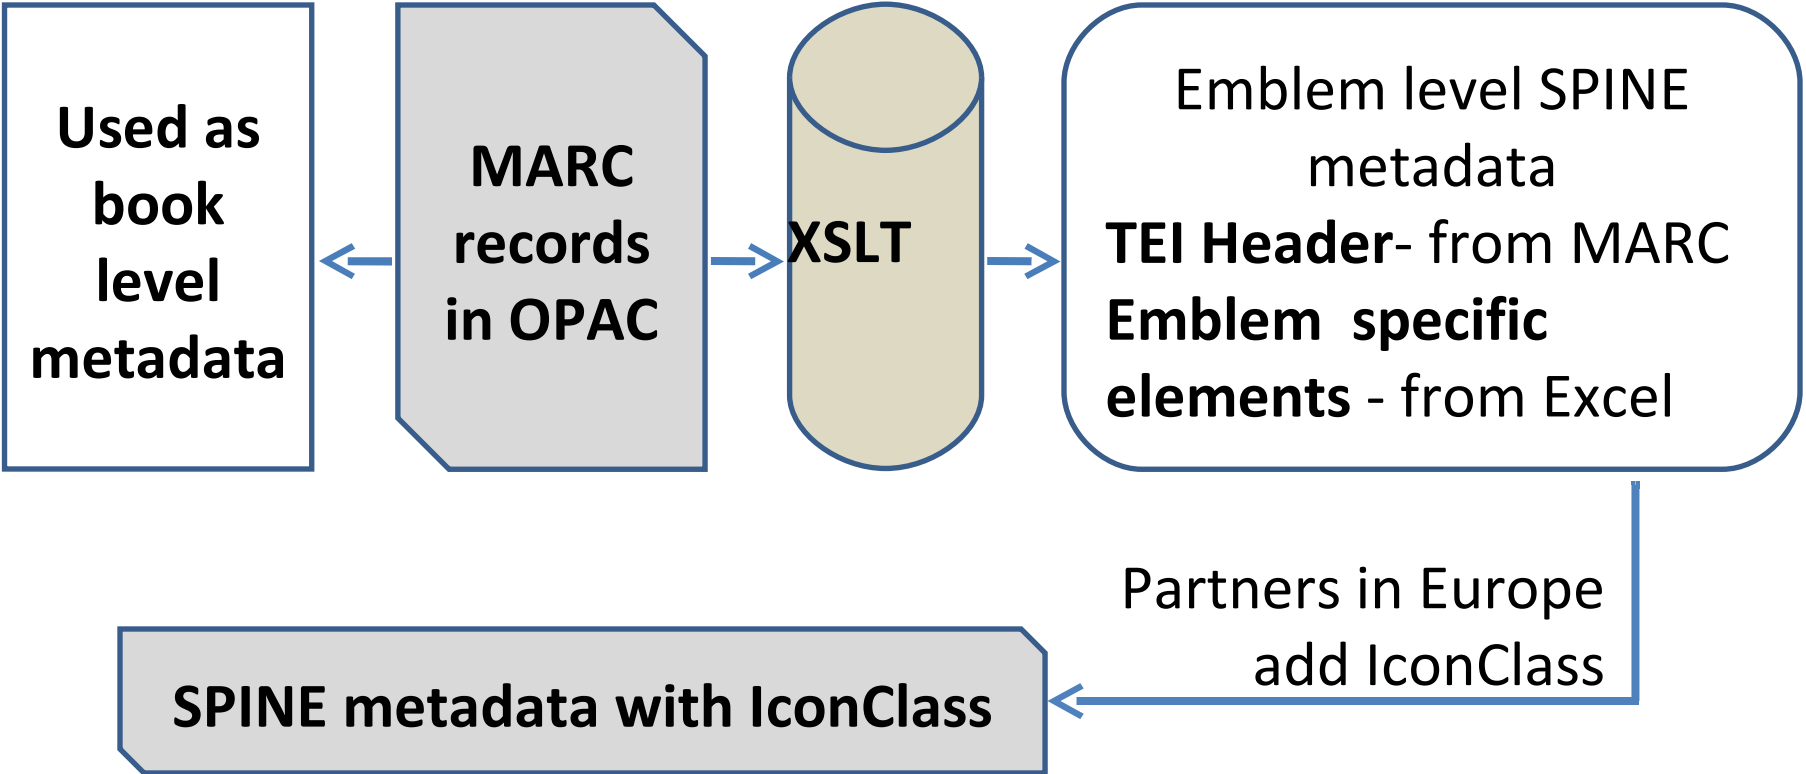 Used as
book
level
metadata
MARC
records
in OPAC
XSLT
Emblem level SPINE
metadata
TEI Header- from MARC
Emblem  specific
elements - from Excel
Partners in Europe
add IconClass
SPINE metadata with IconClass